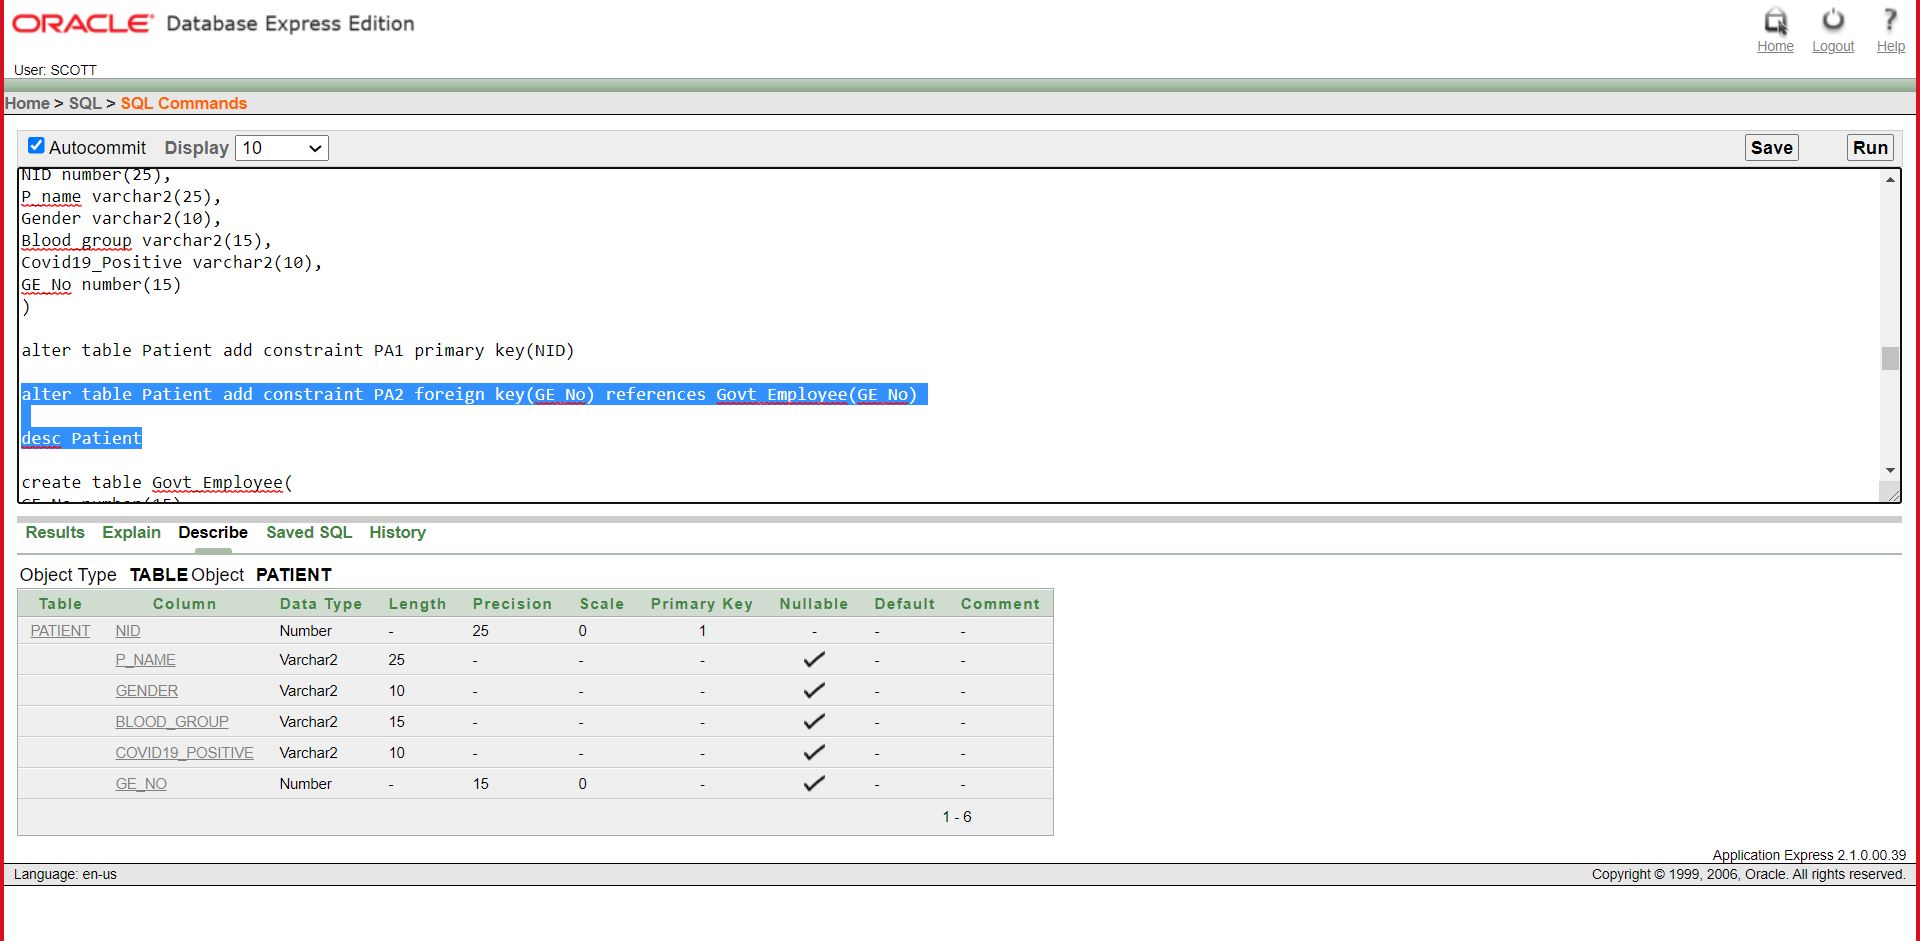 ORACLE Database Express Edition
Home Logout Help
User: SCOTT
Home > SQL > SQL Commands
Autocommit Display 10 Save Run
NID number(25),
P_name varchar2(25),
Gender varchar2(10),
Blood_group varchar2(15),
Covid19_Positive varchar2(10),
GE_No number(15)
)
alter table Patient add constraint PA1 primary key(NID)
alter table Patient add constraint PA2 foreign key(GE_No) references Govt_Employee(GE_No)
desc Patient
create table Govt_Employee(
GE_No number(15)
Results Explain Describe Saved SQL History
Object Type TABLE Object PATIENT
Table Column Data Type Length Precision Scale Primary Key Nullable Default Comment
PATIENT NID Number - 25 0 1 - - -
P_NAME Varchar2 25 - - - - -
GENDER Varchar2 10 - - - - -
BLOOD_GROUP Varchar2 15 - - - - -
COVID19_POSITIVE Varchar2 10 - - - - -
GE_NO Number - 15 0 - - -
1 - 6
Application Express 2.1.0.00.39
Language: en-us Copyright © 1999, 2006, Oracle. All rights reserved.